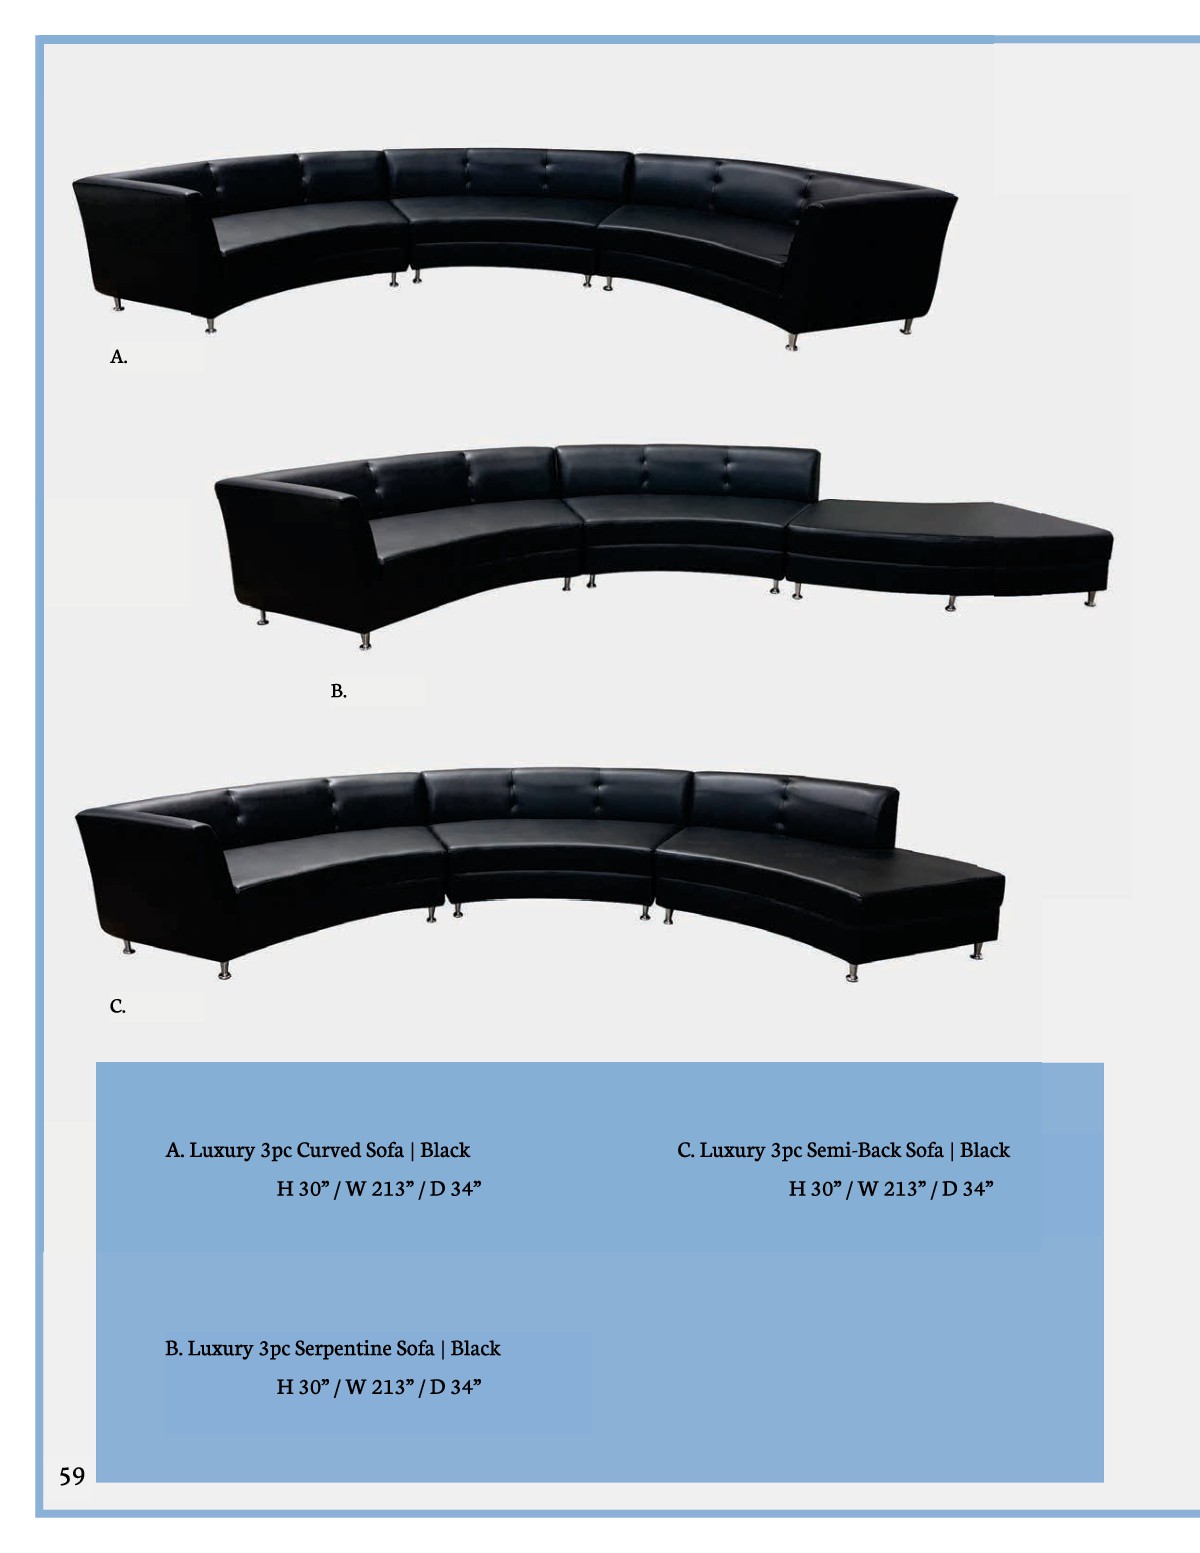 A.
B.
C.
A. Luxury 3pc Curved Sofa | Black
H 30” / W 213” / D 34”
C. Luxury 3pc Semi-Back Sofa | Black
H 30” / W 213” / D 34”
B. Luxury 3pc Serpentine Sofa | Black
H 30” / W 213” / D 34”
59